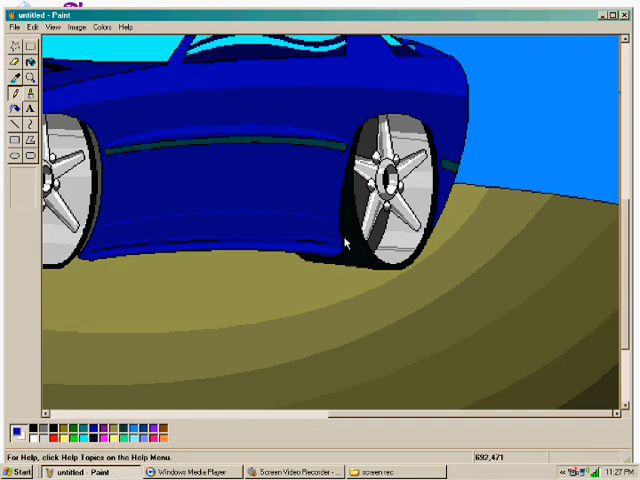 untitled - Paint
File Edit View Image Colors Help
A
For Help, click Help Topics on the Help Menu.
692,471
Start
untitled - Paint
Windows Media Player
Screen Video Recorder - ...
screen rec
«
11:27 PM